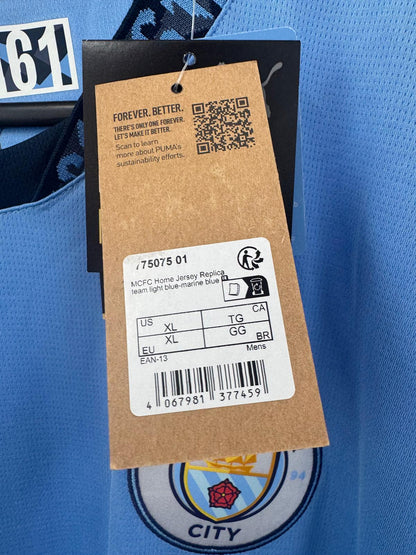 61
FOREVER. BETTER.
THERE'S ONLY ONE FOREVER.
LET'S MAKE IT BETTER.
Scan to learn
more about PUMA's
sustainability efforts.
775075 01
MCFC Home Jersey Replica
team light blue-marine blue
FR
US XL TG CA
EU XL GG BR
EAN-13 Mens
4 067981 377459
94
CITY